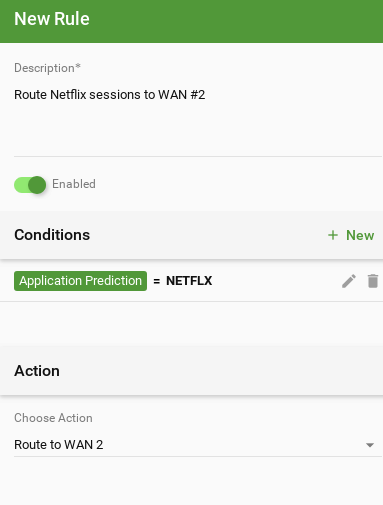 New Rule
Description*
Route Netflix sessions to WAN #2
Enabled
Conditions
+ New
Application Prediction = NETFLX
Action
Choose Action
Route to WAN 2